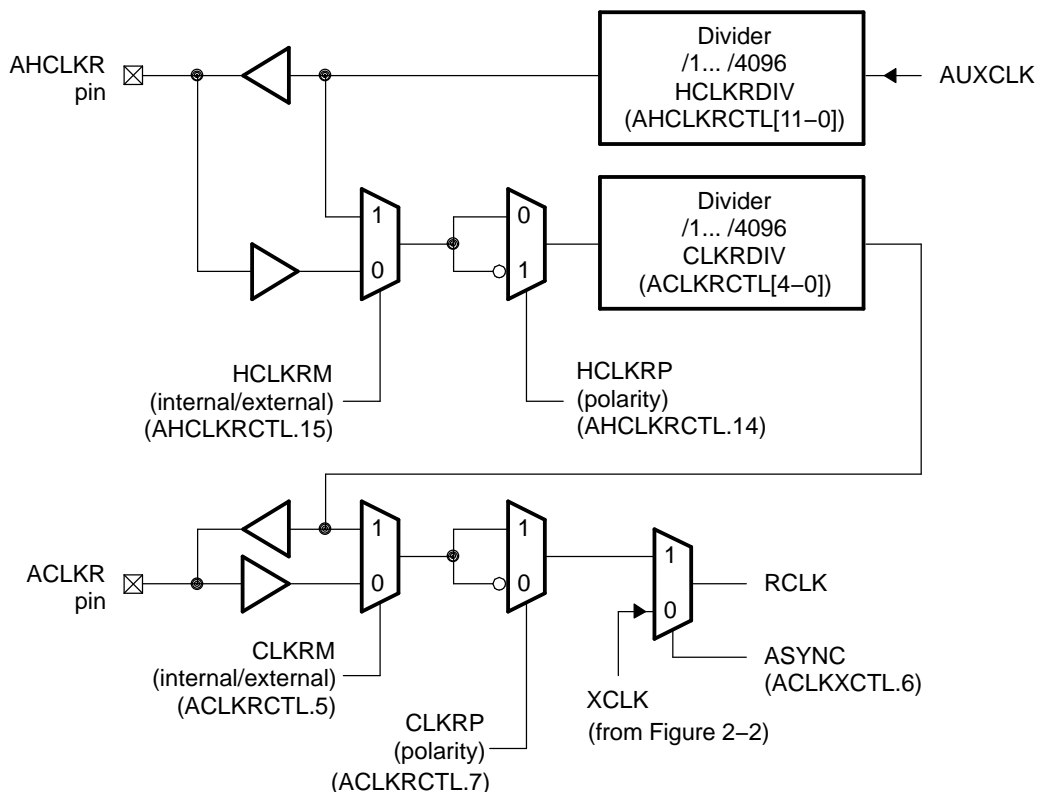 AHCLKR
pin
Divider
/1... /4096
HCLKRDIV
(AHCLKRCTL[11−0])
AUXCLK
1
0
0
1
Divider
/1... /4096
CLKRDIV
(ACLKRCTL[4−0])
HCLKRM
(internal/external)
(AHCLKRCTL.15)
HCLKRP
(polarity)
(AHCLKRCTL.14)
ACLKR
pin
1
0
1
0
1
0
RCLK
CLKRM
(internal/external)
(ACLKRCTL.5)
CLKRP
(polarity)
(ACLKRCTL.7)
XCLK
(from Figure 2−2)
ASYNC
(ACLKXCTL.6)